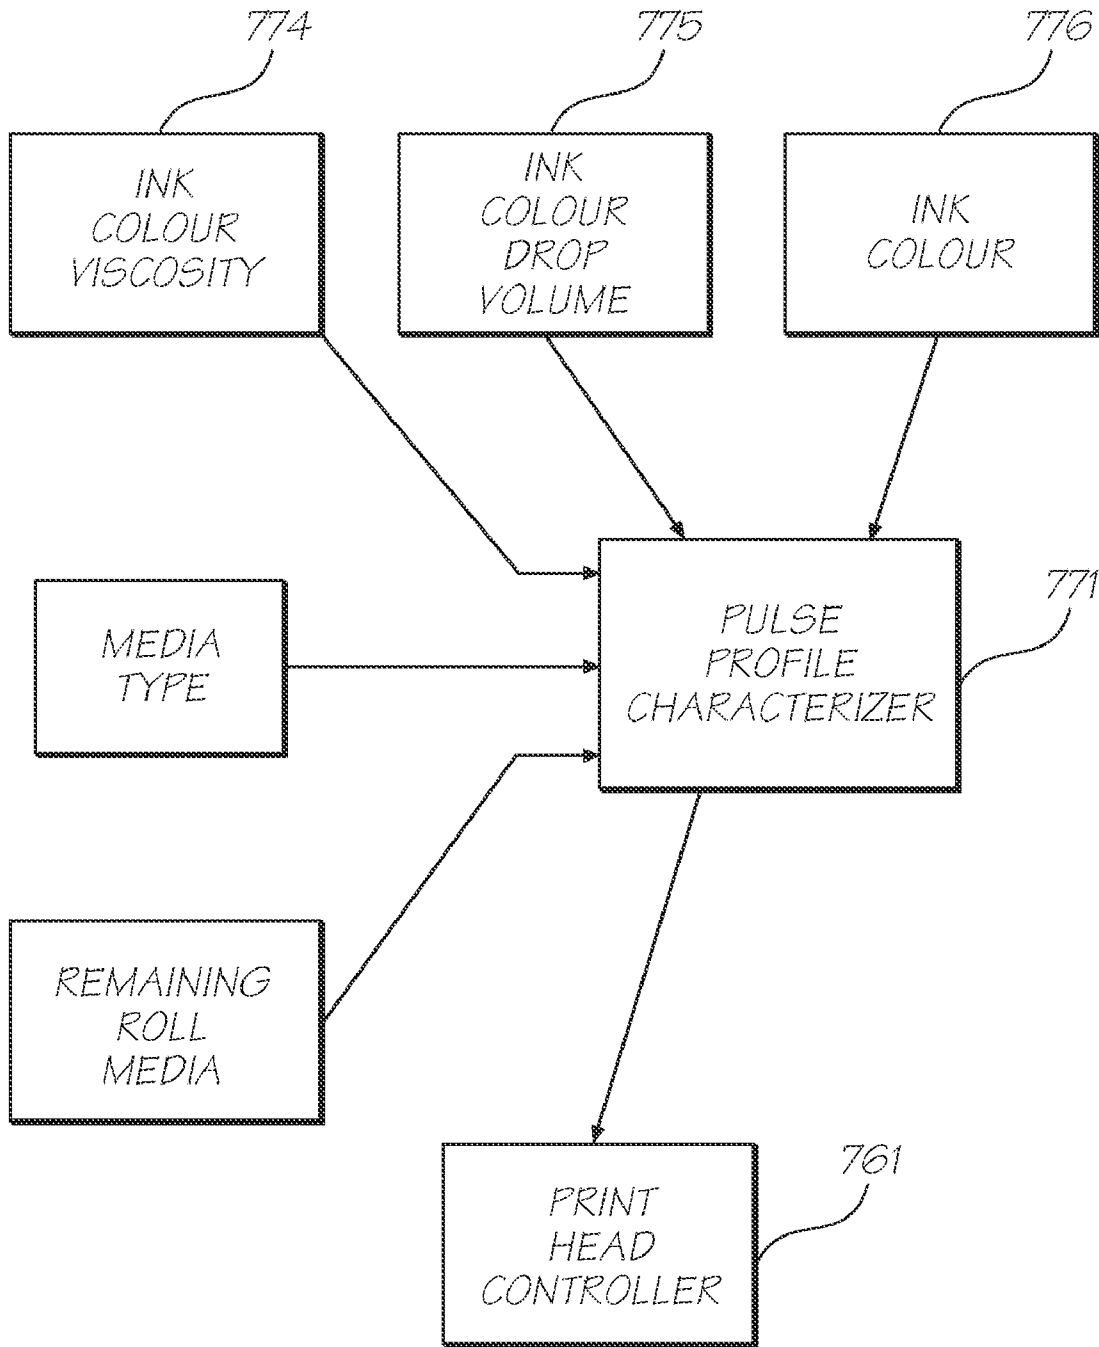 774
775
776
INK
COLOUR
VISCOSITY
INK
COLOUR
DROP
VOLUME
INK
COLOUR
771
MEDIA
TYPE
PULSE
PROFILE
CHARACTERIZER
REMAINING
ROLL
MEDIA
761
PRINT
HEAD
CONTROLLER